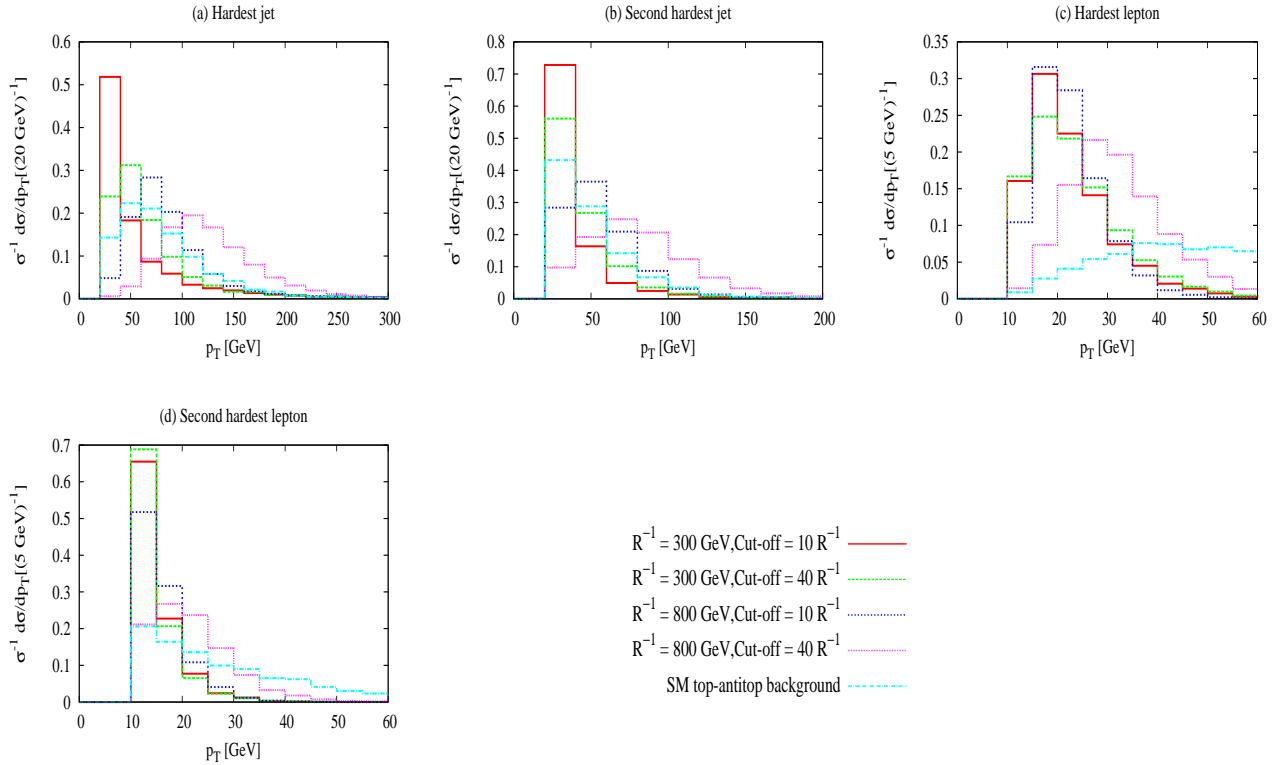 (a) Hardest jet
σ⁻¹ dσ/dp_T[(20 GeV)⁻¹]
0.6
0.5
0.4
0.3
0.2
0.1
0
0 50 100 150 200 250 300
p_T [GeV]
(b) Second hardest jet
σ⁻¹ dσ/dp_T[(20 GeV)⁻¹]
0.8
0.7
0.6
0.5
0.4
0.3
0.2
0.1
0
0 50 100 150 200
p_T [GeV]
(c) Hardest lepton
σ⁻¹ dσ/dp_T[(5 GeV)⁻¹]
0.35
0.3
0.25
0.2
0.15
0.1
0.05
0
0 10 20 30 40 50 60
p_T [GeV]
(d) Second hardest lepton
σ⁻¹ dσ/dp_T[(5 GeV)⁻¹]
0.7
0.6
0.5
0.4
0.3
0.2
0.1
0
0 10 20 30 40 50 60
p_T [GeV]
R⁻¹ = 300 GeV,Cut-off = 10 R⁻¹
R⁻¹ = 300 GeV,Cut-off = 40 R⁻¹
R⁻¹ = 800 GeV,Cut-off = 10 R⁻¹
R⁻¹ = 800 GeV,Cut-off = 40 R⁻¹
SM top-antitop background